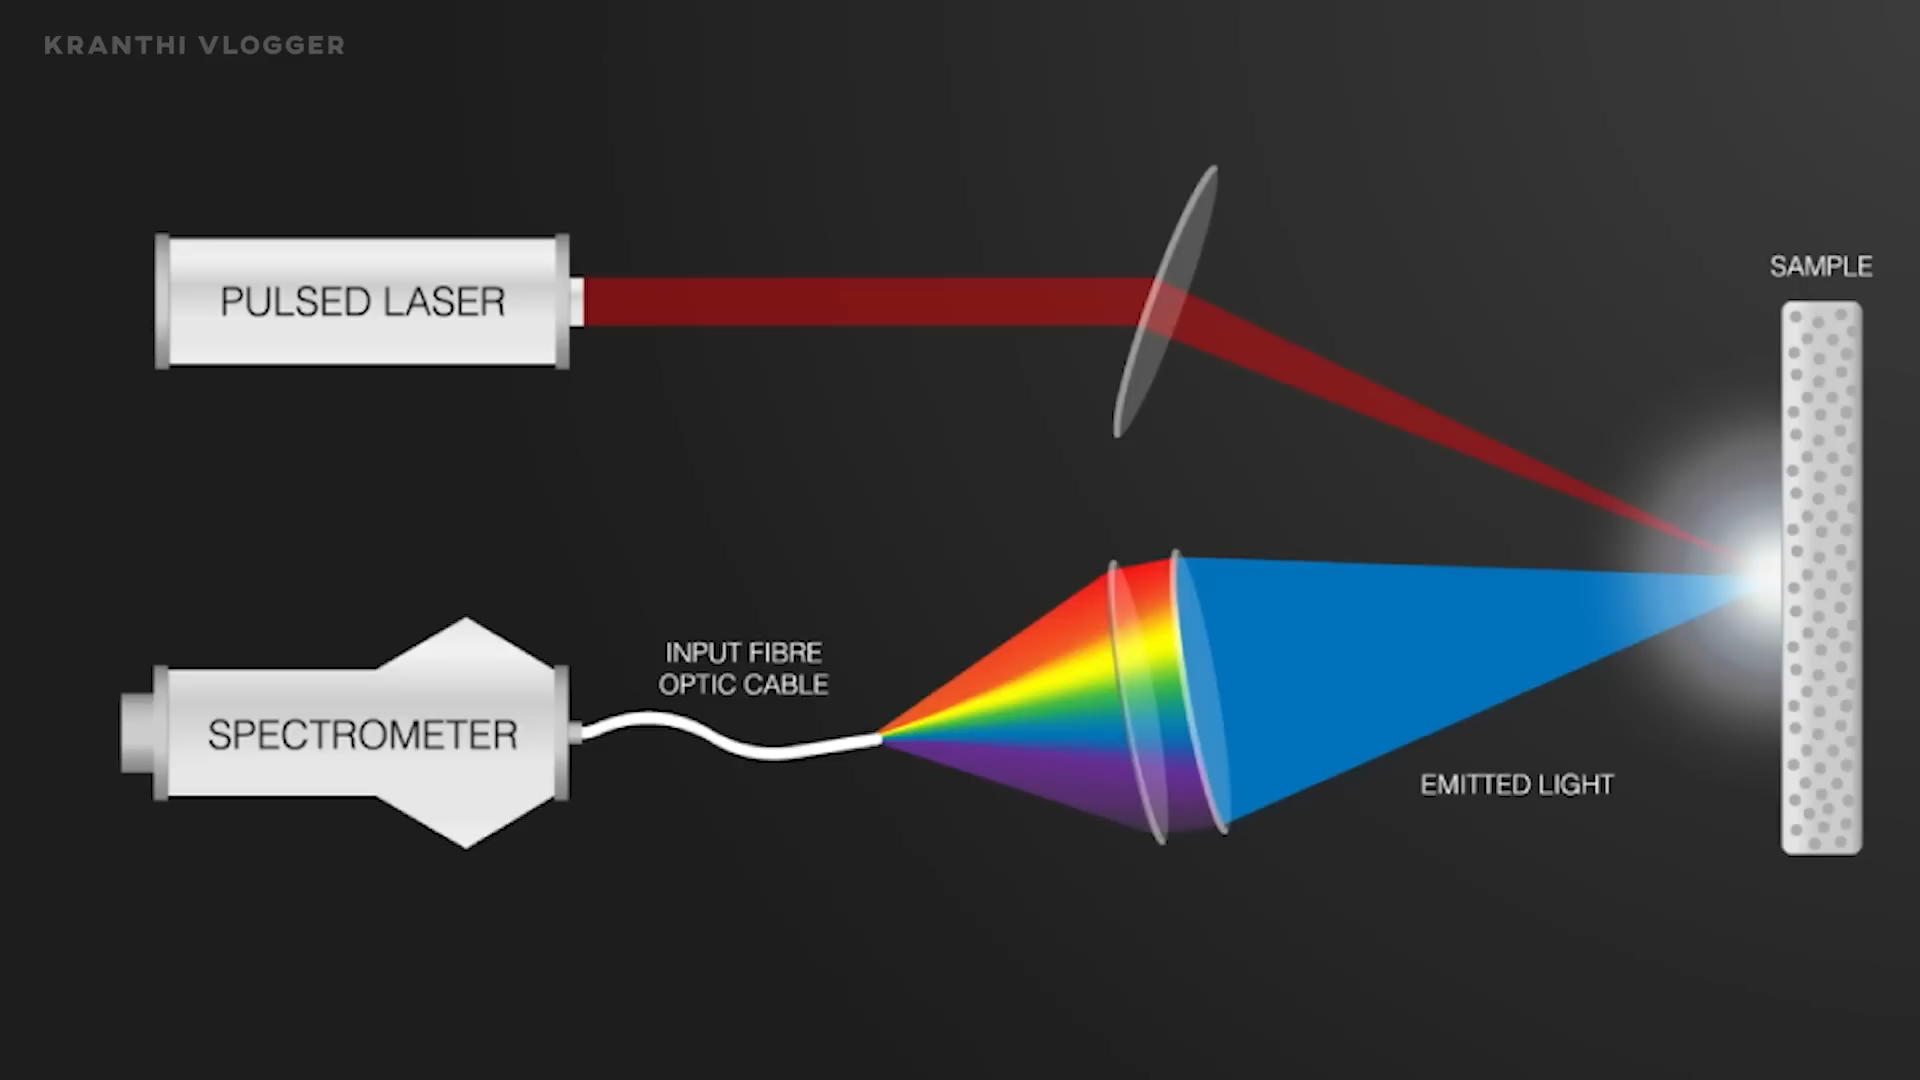 KRANTHI VLOGGER
PULSED LASER
SAMPLE
INPUT FIBRE
OPTIC CABLE
SPECTROMETER
EMITTED LIGHT